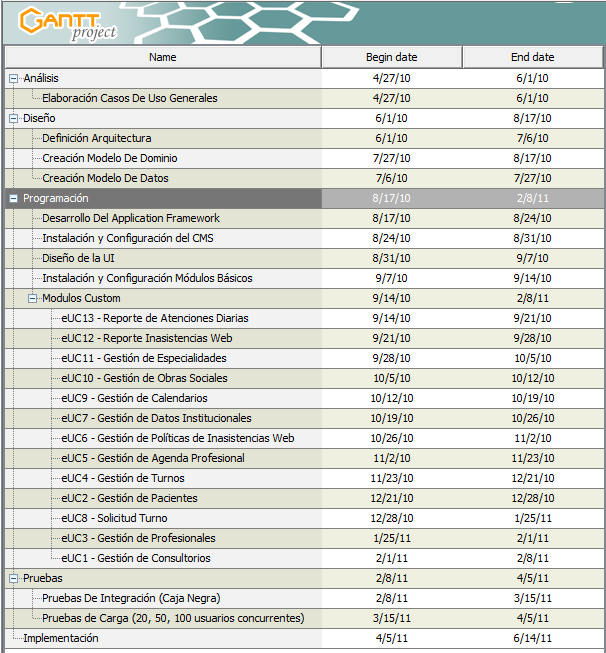 GANTT
project
Name Begin date End date
Análisis 4/27/10 6/1/10
Elaboración Casos De Uso Generales 4/27/10 6/1/10
Diseño 6/1/10 8/17/10
Definición Arquitectura 6/1/10 7/6/10
Creación Modelo De Dominio 7/27/10 8/17/10
Creación Modelo De Datos 7/6/10 7/27/10
Programación 8/17/10 2/8/11
Desarrollo Del Application Framework 8/17/10 8/24/10
Instalación y Configuración del CMS 8/24/10 8/31/10
Diseño de la UI 8/31/10 9/7/10
Instalación y Configuración Módulos Básicos 9/7/10 9/14/10
Modulos Custom 9/14/10 2/8/11
eUC13 - Reporte de Atenciones Diarias 9/14/10 9/21/10
eUC12 - Reporte Inasistencias Web 9/21/10 9/28/10
eUC11 - Gestión de Especialidades 9/28/10 10/5/10
eUC10 - Gestión de Obras Sociales 10/5/10 10/12/10
eUC9 - Gestión de Calendarios 10/12/10 10/19/10
eUC7 - Gestión de Datos Institucionales 10/19/10 10/26/10
eUC6 - Gestión de Políticas de Inasistencias Web 10/26/10 11/2/10
eUC5 - Gestión de Agenda Profesional 11/2/10 11/23/10
eUC4 - Gestión de Turnos 11/23/10 12/21/10
eUC2 - Gestión de Pacientes 12/21/10 12/28/10
eUC8 - Solicitud Turno 12/28/10 1/25/11
eUC3 - Gestión de Profesionales 1/25/11 2/1/11
eUC1 - Gestión de Consultorios 2/1/11 2/8/11
Pruebas 2/8/11 4/5/11
Pruebas De Integración (Caja Negra) 2/8/11 3/15/11
Pruebas de Carga (20, 50, 100 usuarios concurrentes) 3/15/11 4/5/11
Implementación 4/5/11 6/14/11